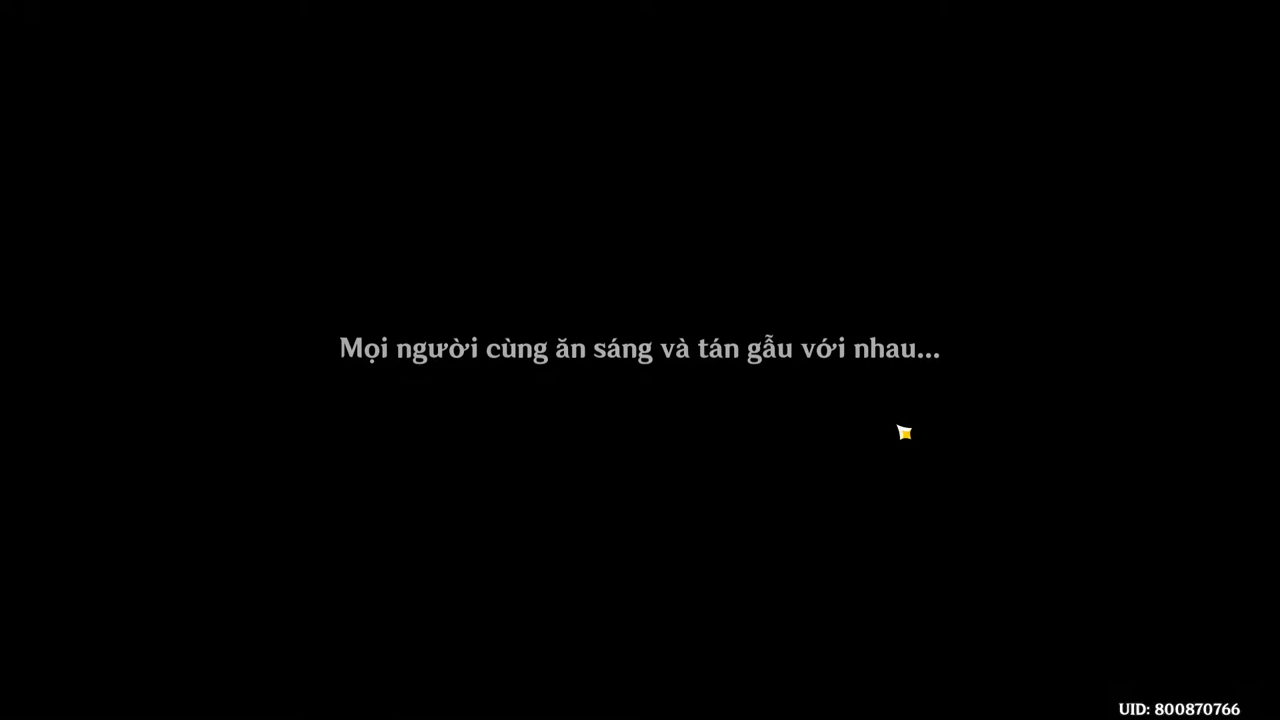 Mọi người cùng ăn sáng và tán gẫu với nhau...
UID: 800870766